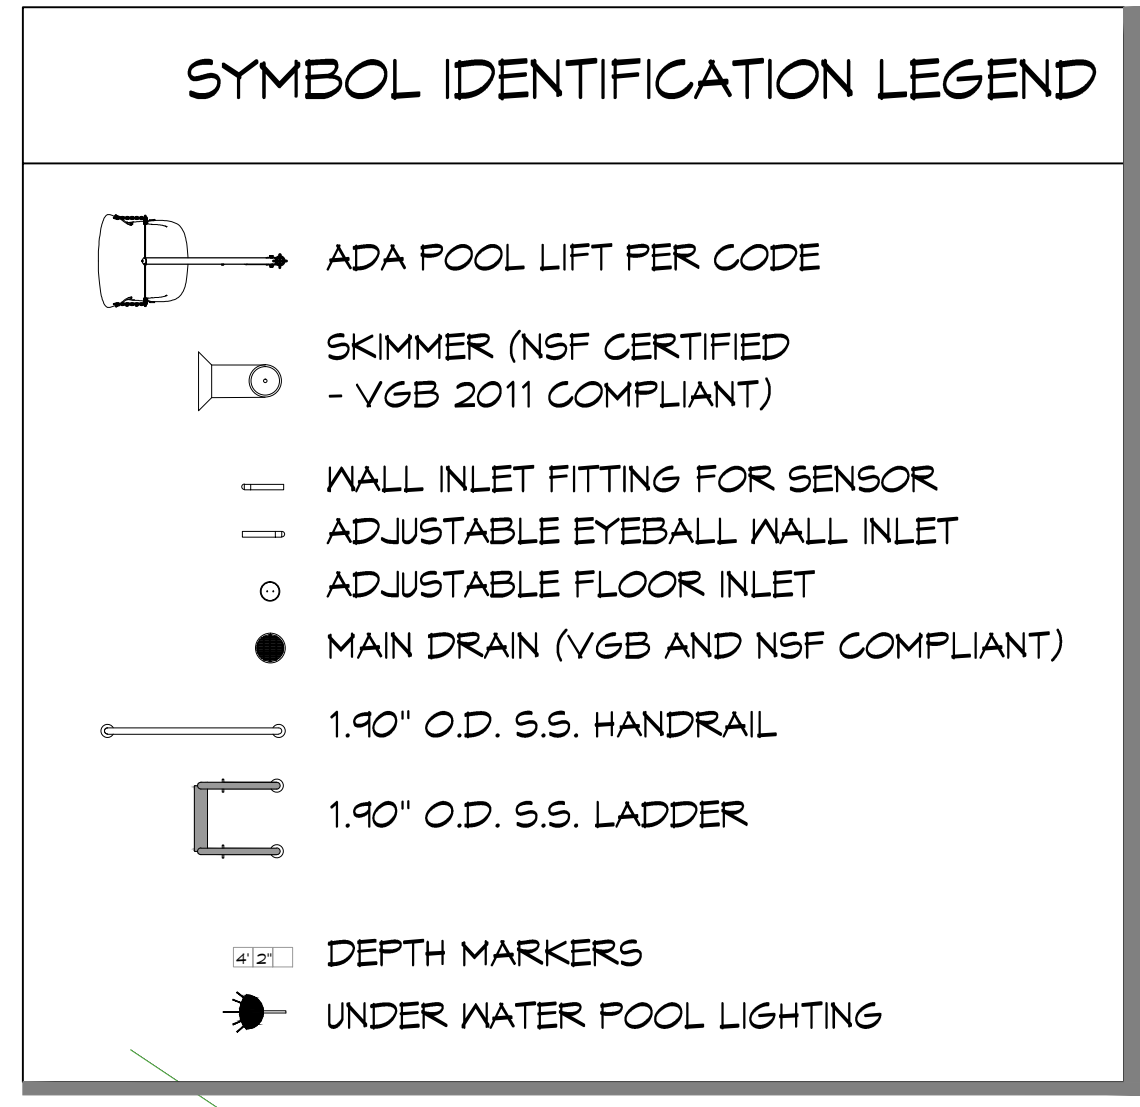 SYMBOL IDENTIFICATION LEGEND
ADA POOL LIFT PER CODE
SKIMMER (NSF CERTIFIED
- VGB 2011 COMPLIANT)
WALL INLET FITTING FOR SENSOR
ADJUSTABLE EYEBALL WALL INLET
ADJUSTABLE FLOOR INLET
MAIN DRAIN (VGB AND NSF COMPLIANT)
1.90" O.D. S.S. HANDRAIL
1.90" O.D. S.S. LADDER
4' 2" DEPTH MARKERS
UNDER WATER POOL LIGHTING